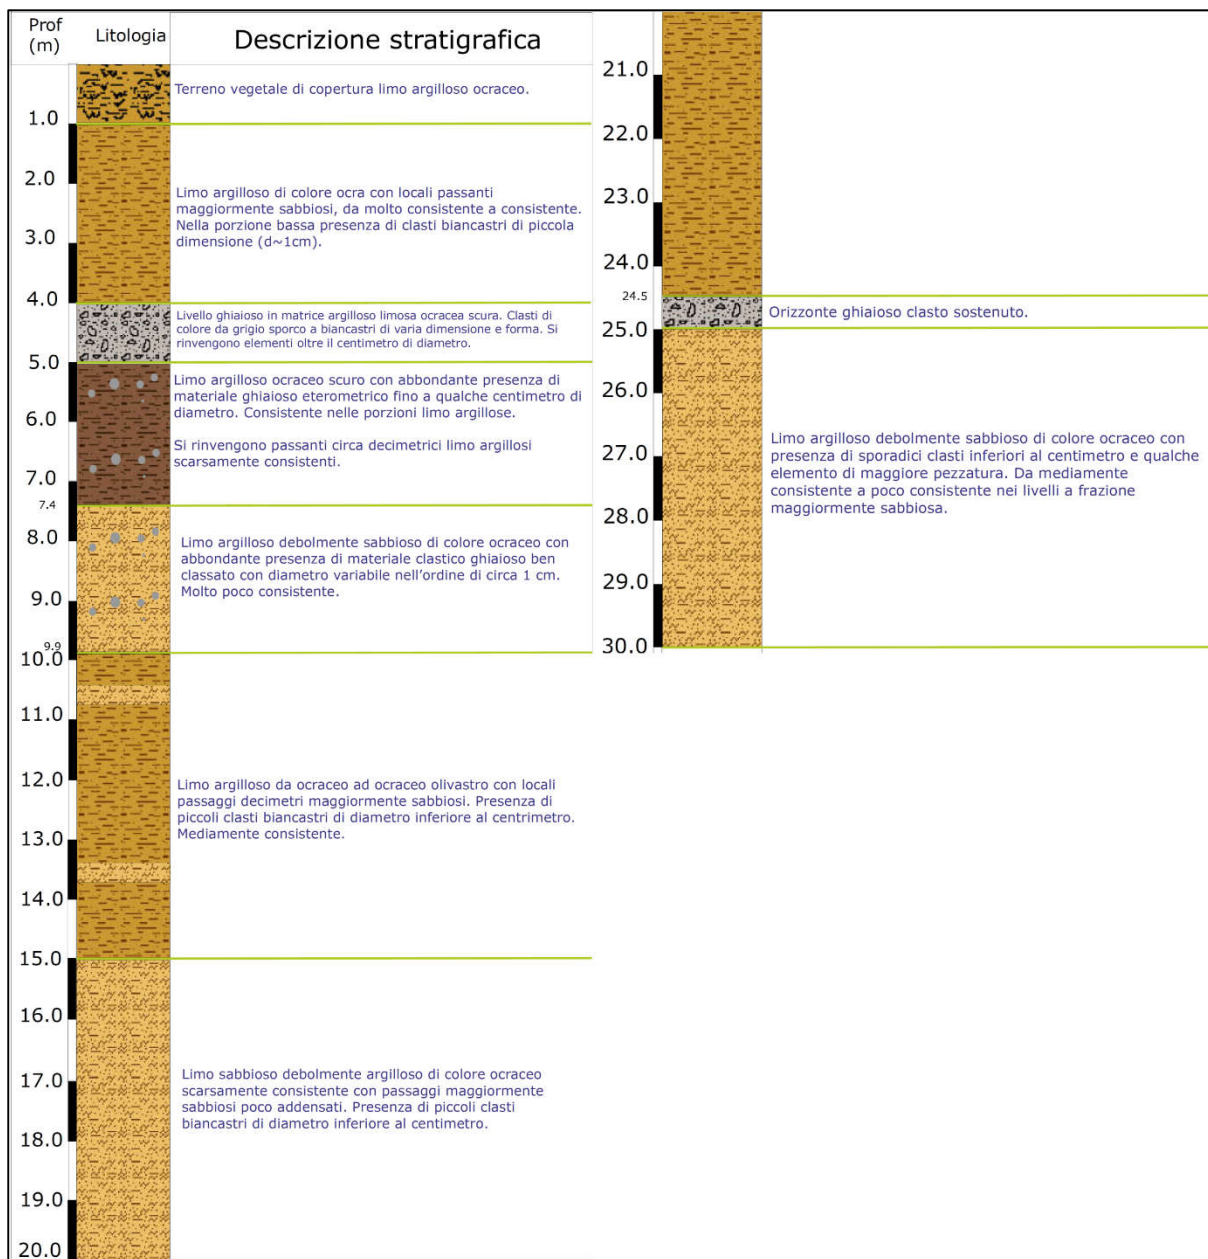 Prof
(m)
Litologia
Descrizione stratigrafica
Terreno vegetale di copertura limo argilloso ocraceo.
1.0
2.0
Limo argilloso di colore ocra con locali passanti
maggiormente sabbiosi, da molto consistente a consistente.
Nella porzione bassa presenza di clasti biancastri di piccola
dimensione (d~1cm).
3.0
4.0
Livello ghiaioso in matrice argilloso limosa ocracea scura. Clasti di
colore da grigio sporco a biancastri di varia dimensione e forma. Si
rinvengono elementi oltre il centimetro di diametro.
5.0
Limo argilloso ocraceo scuro con abbondante presenza di
materiale ghiaioso eterometrico fino a qualche centimetro di
diametro. Consistente nelle porzioni limo argillose.
6.0
Si rinvengono passanti circa decimetrici limo argillosi
scarsamente consistenti.
7.0
7.4
8.0
Limo argilloso debolmente sabbioso di colore ocraceo con
abbondante presenza di materiale clastico ghiaioso ben
classato con diametro variabile nell'ordine di circa 1 cm.
Molto poco consistente.
9.0
9.9
10.0
11.0
12.0
Limo argilloso da ocraceo ad ocraceo olivastro con locali
passaggi decimetri maggiormente sabbiosi. Presenza di
piccoli clasti biancastri di diametro inferiore al centrimetro.
Mediamente consistente.
13.0
14.0
15.0
16.0
17.0
Limo sabbioso debolmente argilloso di colore ocraceo
scarsamente consistente con passaggi maggiormente
sabbiosi poco addensati. Presenza di piccoli clasti
biancastri di diametro inferiore al centimetro.
18.0
19.0
20.0
21.0
22.0
23.0
24.0
24.5
Orizzonte ghiaioso clasto sostenuto.
25.0
26.0
27.0
Limo argilloso debolmente sabbioso di colore ocraceo con
presenza di sporadici clasti inferiori al centimetro e qualche
elemento di maggiore pezzatura. Da mediamente
consistente a poco consistente nei livelli a frazione
maggiormente sabbiosa.
28.0
29.0
30.0